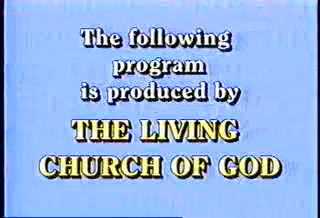 The following
program
is produced by
THE LIVING
CHURCH OF GOD